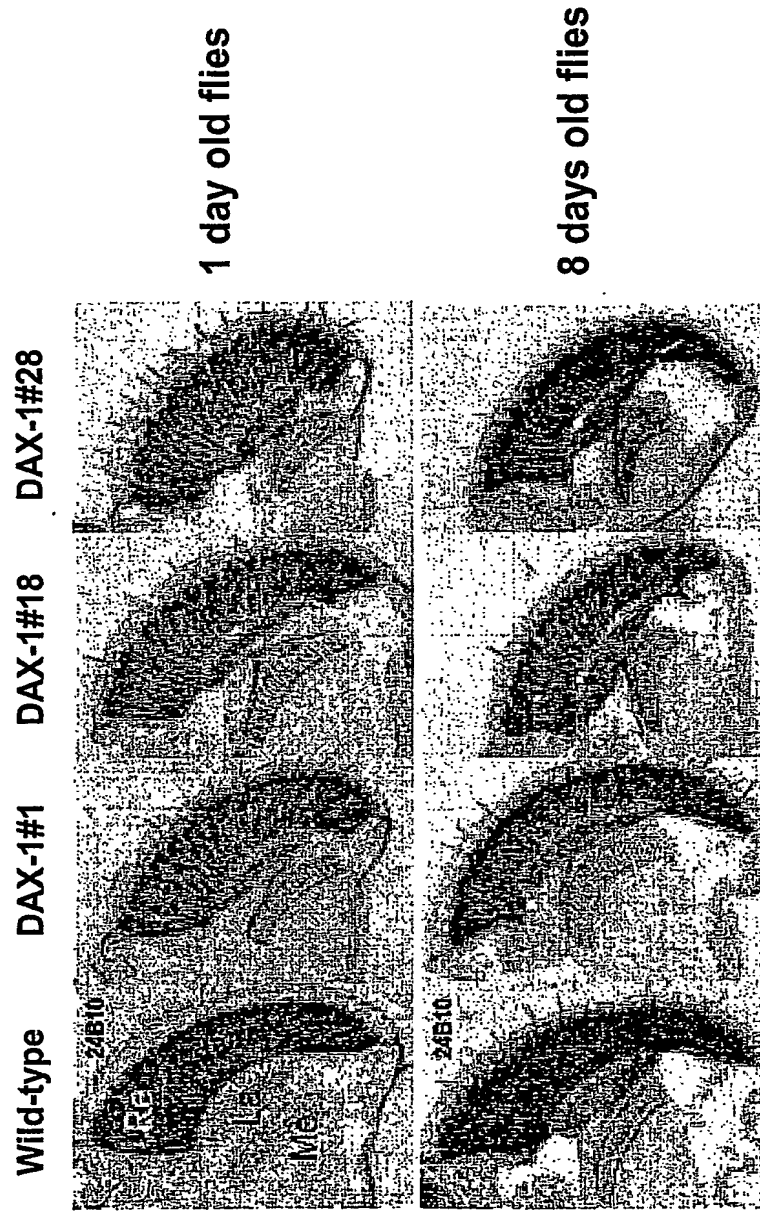 Wild-type DAX-1#1 DAX-1#18 DAX-1#28
24B10
RE
La
Me
1 day old flies
24B10
8 days old flies